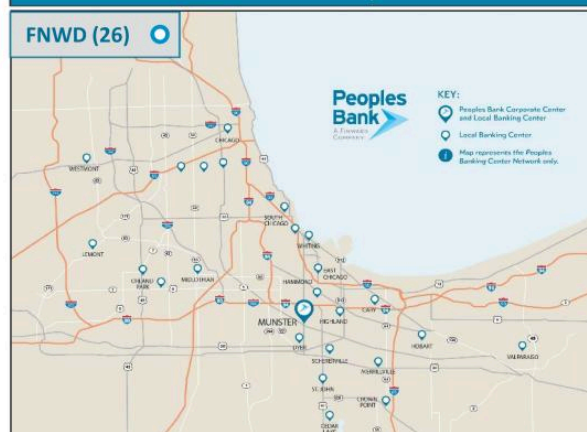 FNWD (26)
Peoples
Bank
A FINWARD
COMPANY
KEY:
Peoples Bank Corporate Center
and Local Banking Center
Local Banking Center
Map represents the Peoples
Banking Center Network only.
CHICAGO
WESTMONT
SOUTH
CHICAGO
WHITING
LEMONT
EAST
CHICAGO
ORLAND
PARK
MIDLOTHIAN
HAMMOND
GARY
MUNSTER
HIGHLAND
HOBART
DYER
VALPARAISO
SCHERERVILLE
MERRILLVILLE
ST. JOHN
CROWN
POINT
CEDAR
LAKE